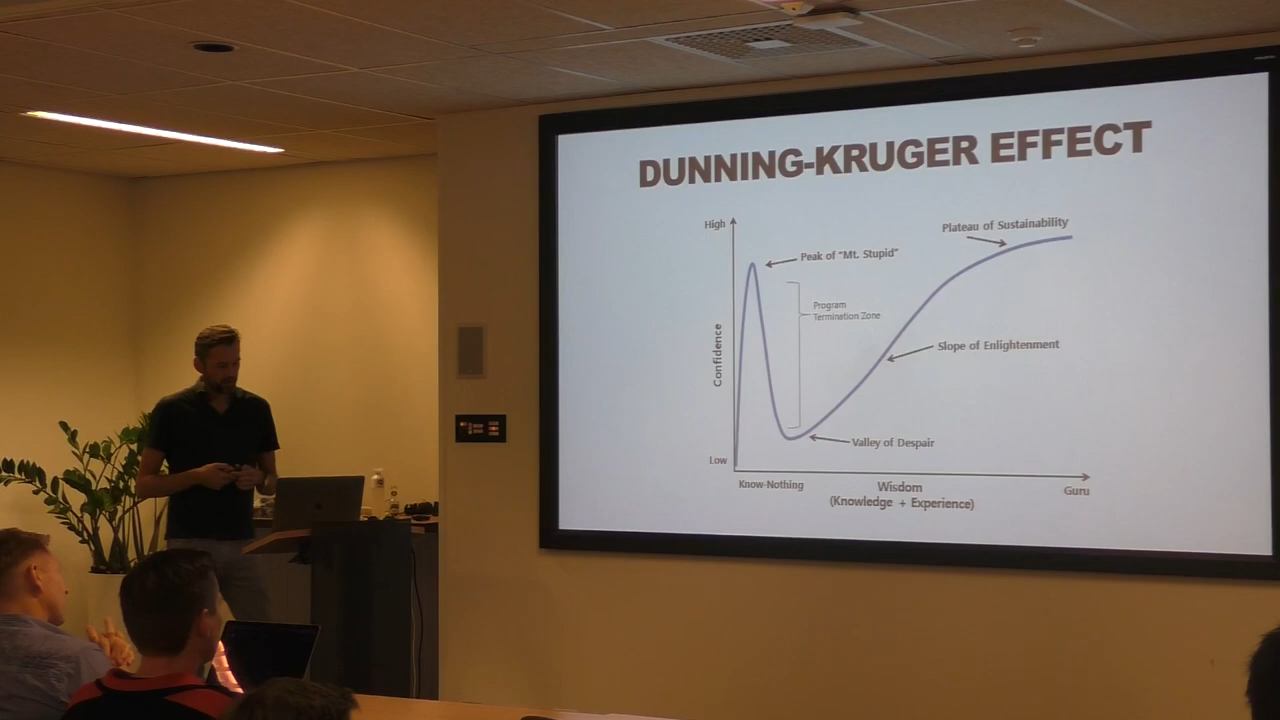 DUNNING-KRUGER EFFECT
High
Plateau of Sustainability
Peak of "Mt. Stupid"
Program
Termination Zone
Confidence
Slope of Enlightenment
Valley of Despair
Low
Know-Nothing
Wisdom
(Knowledge + Experience)
Guru